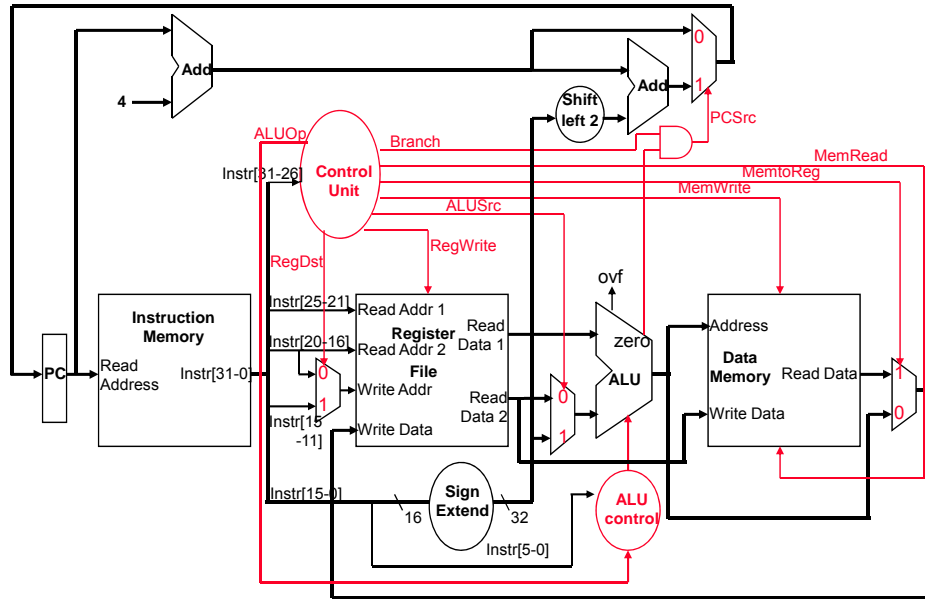 0
Add
Add
4
1
Shift
left 2
PCSrc
ALUOp
Branch
MemRead
Instr[31-26]
Control
Unit
MemtoReg
MemWrite
ALUSrc
RegWrite
RegDst
ovf
Instruction
Memory
Instr[25-21]
Read Addr 1
Register
Read
Data 1
zero
Address
Instr[20-16]
Read Addr 2
File
Data
Memory
PC
Read
Address
Instr[31-0]
0
Write Addr
1
ALU
Read Data
1
Read
Data 2
0
1
0
Write Data
Instr[15
-11]
Write Data
Instr[15-0]
Sign
Extend
16
32
ALU
control
Instr[5-0]